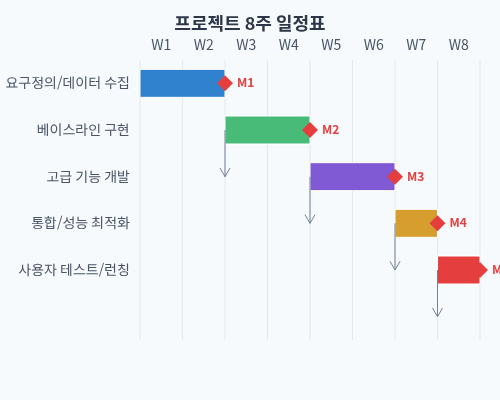 프로젝트 8주 일정표
W1 W2 W3 W4 W5 W6 W7 W8
요구정의/데이터 수집 M1
베이스라인 구현 M2
고급 기능 개발 M3
통합/성능 최적화 M4
사용자 테스트/런칭 M